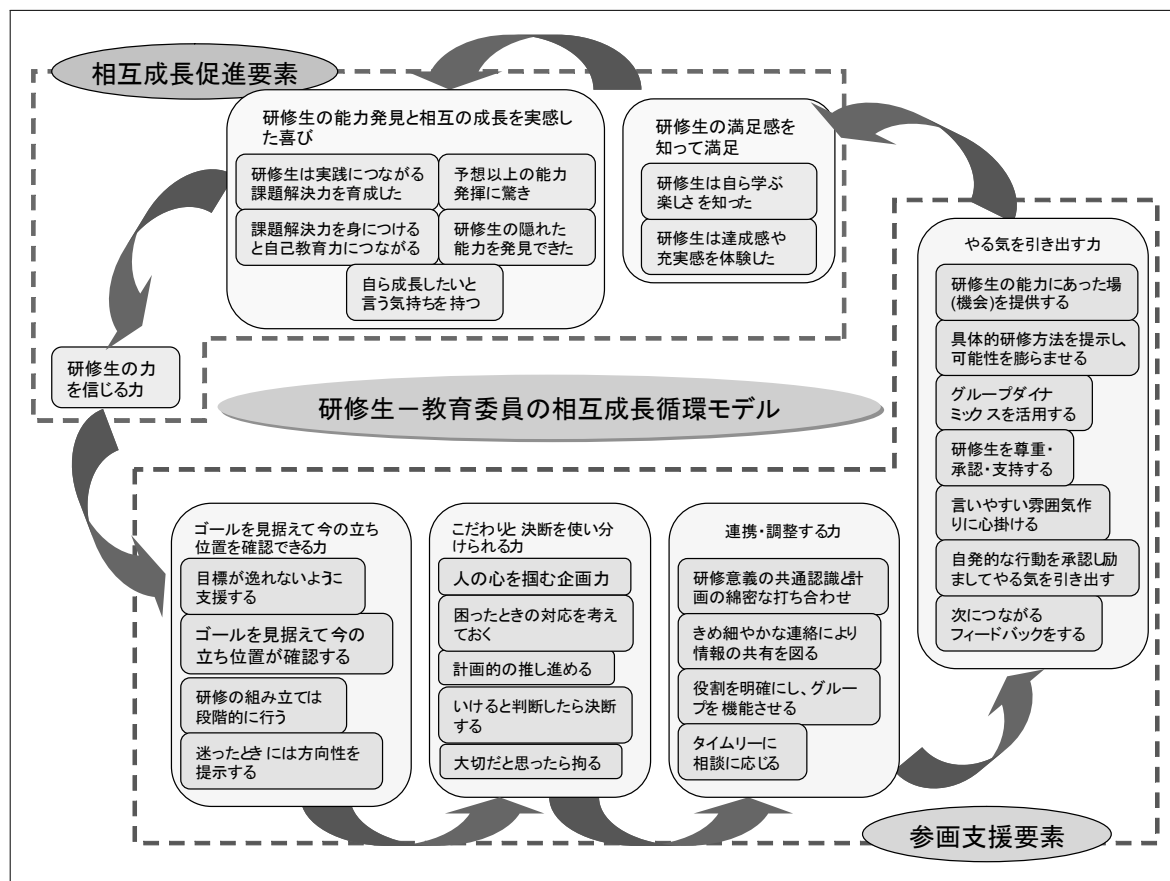 相互成長促進要素
研修生の能力発見と相互の成長を実感し
た喜び
研修生は実践につながる
課題解決力を育成した
予想以上の能力
発揮に驚き
課題解決力を身につける
と自己教育力につながる
研修生の隠れた
能力を発見できた
自ら成長したいと
言う気持ちを持つ
研修生の満足感を
知って満足
研修生は自ら学ぶ
楽しさを知った
研修生は達成感や
充実感を体験した
研修生の力
を信じる力
研修生－教育委員の相互成長循環モデル
やる気を引き出す力
研修生の能力にあった場
(機会)を提供する
具体的研修方法を提示し、
可能性を膨らませる
グループダイナ
ミックスを活用する
研修生を尊重・
承認・支持する
言いやすい雰囲気作
りに心掛ける
自発的な行動を承認し励
ましてやる気を引き出す
次につながる
フィードバックをする
ゴールを見据えて今の立ち
位置を確認できる力
目標が逸れないように
支援する
ゴールを見据えて今の
立ち位置が確認する
研修の組み立ては
段階的に行う
迷ったときには方向性を
提示する
こだわりと決断を使い分
けられる力
人の心を掴む企画力
困ったときの対応を考え
ておく
計画的の推し進める
いけると判断したら決断
する
大切だと思ったら拘る
連携・調整する力
研修意義の共通認識と計
画の綿密な打ち合わせ
きめ細やかな連絡により
情報の共有を図る
役割を明確にし、グルー
プを機能させる
タイムリーに
相談に応じる
参画支援要素